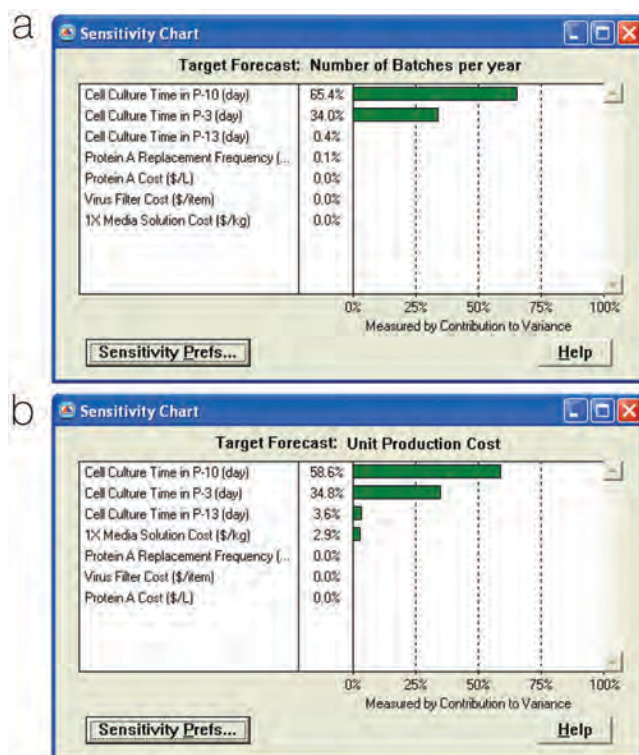 a
Sensitivity Chart
Target Forecast: Number of Batches per year
Cell Culture Time in P-10 (day) 65.4%
Cell Culture Time in P-3 (day) 34.0%
Cell Culture Time in P-13 (day) 0.4%
Protein A Replacement Frequency (... 0.1%
Protein A Cost ($/L) 0.0%
Virus Filter Cost ($/item) 0.0%
1X Media Solution Cost ($/kg) 0.0%
0% 25% 50% 75% 100%
Measured by Contribution to Variance
Sensitivity Prefs... Help
b
Sensitivity Chart
Target Forecast: Unit Production Cost
Cell Culture Time in P-10 (day) 58.6%
Cell Culture Time in P-3 (day) 34.8%
Cell Culture Time in P-13 (day) 3.6%
1X Media Solution Cost ($/kg) 2.9%
Protein A Replacement Frequency (... 0.0%
Virus Filter Cost ($/item) 0.0%
Protein A Cost ($/L) 0.0%
0% 25% 50% 75% 100%
Measured by Contribution to Variance
Sensitivity Prefs... Help